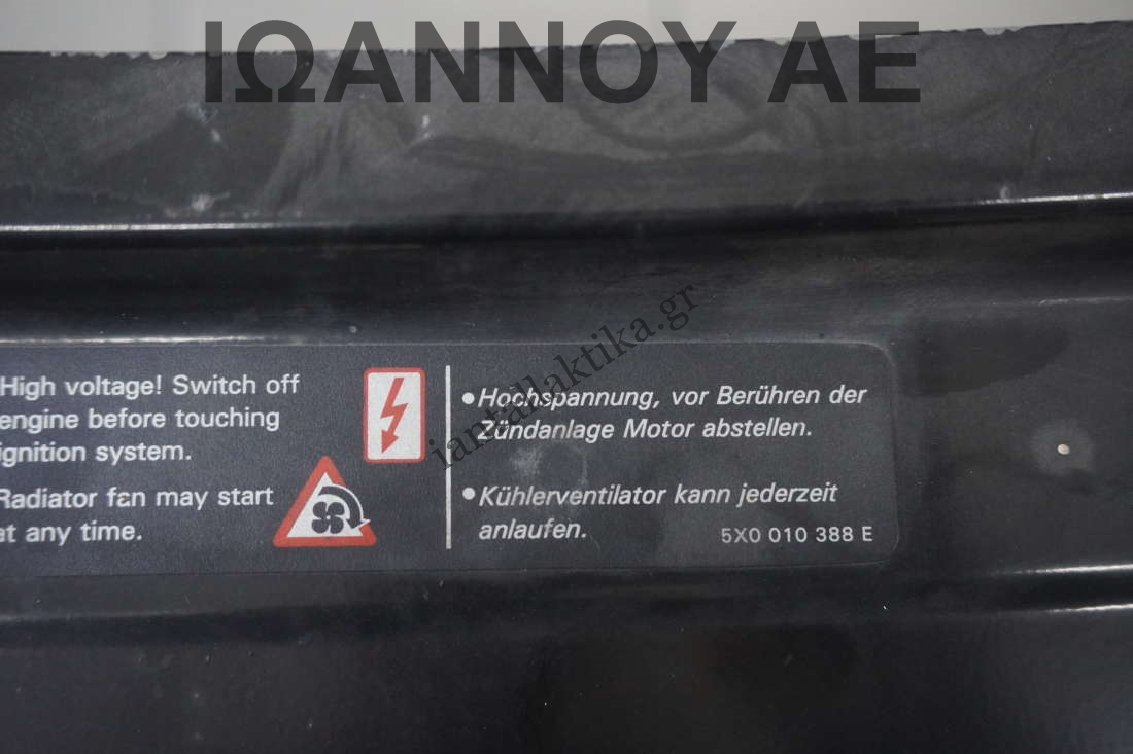 ΙΩΑΝΝΟΥ ΑΕ
iantallaktika.gr
High voltage! Switch off
engine before touching
ignition system.
Radiator fan may start
at any time.
•Hochspannung, vor Berühren der
Zündanlage Motor abstellen.
•Kühlerventilator kann jederzeit
anlaufen.
5X0 010 388 E